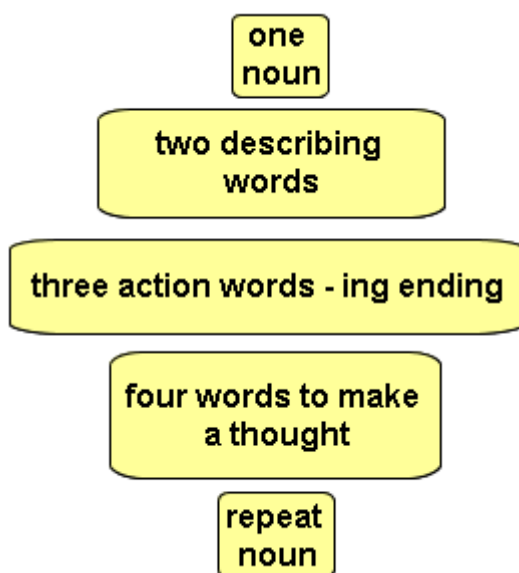 one
noun
two describing
words
three action words - ing ending
four words to make
a thought
repeat
noun